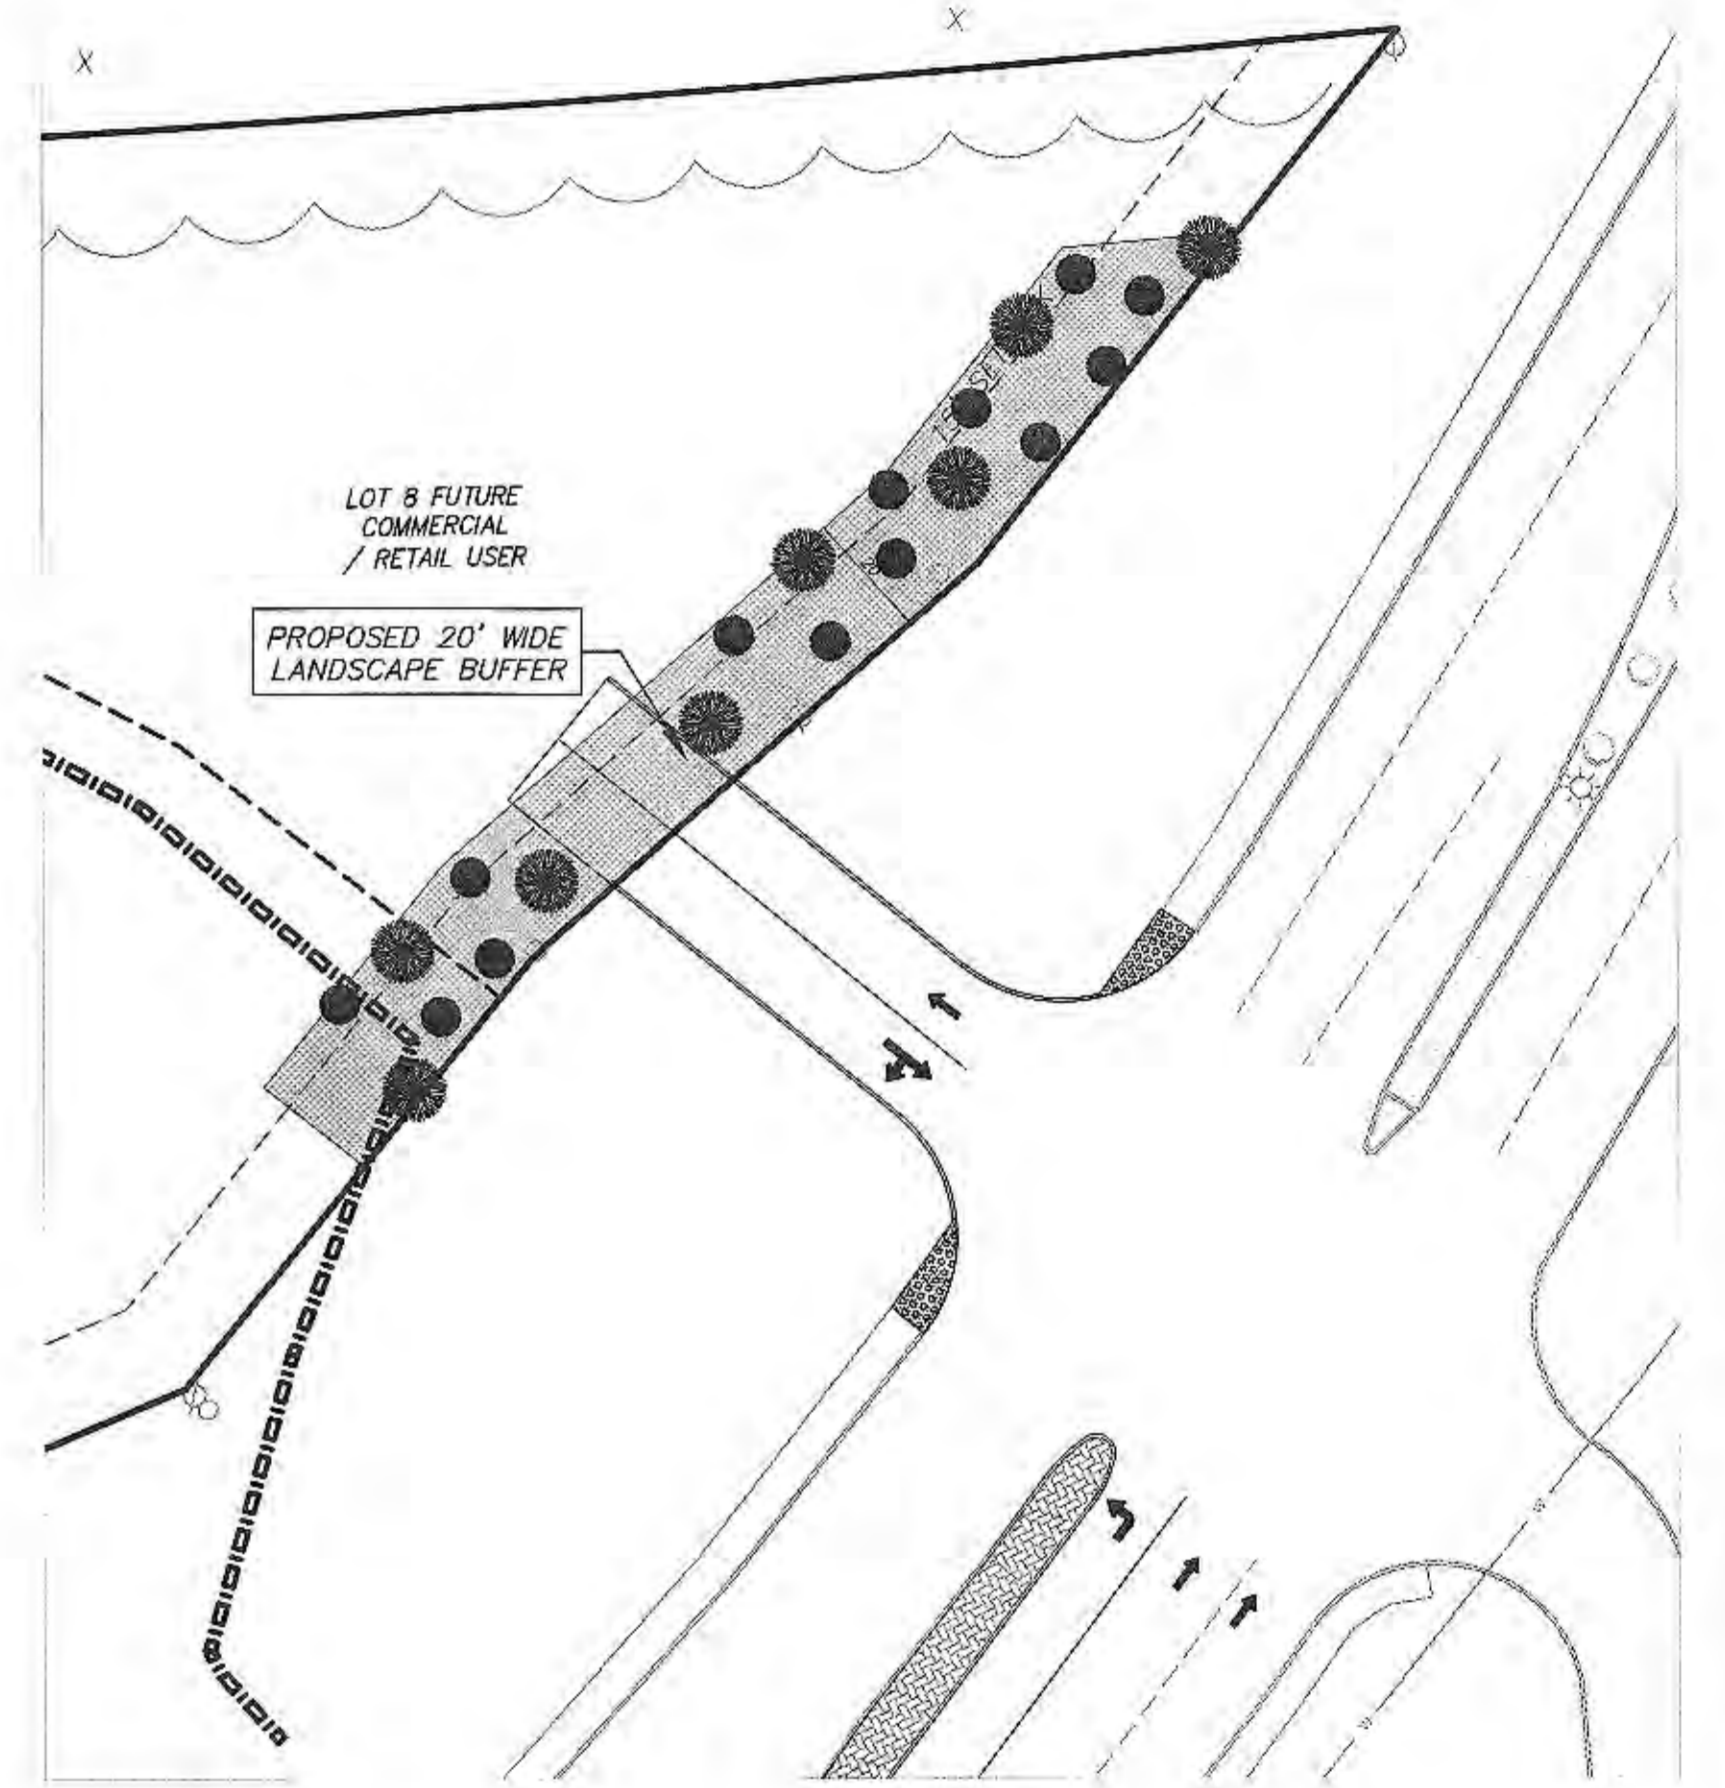 X
X
LOT 8 FUTURE
COMMERCIAL
/ RETAIL USER
PROPOSED 20' WIDE
LANDSCAPE BUFFER